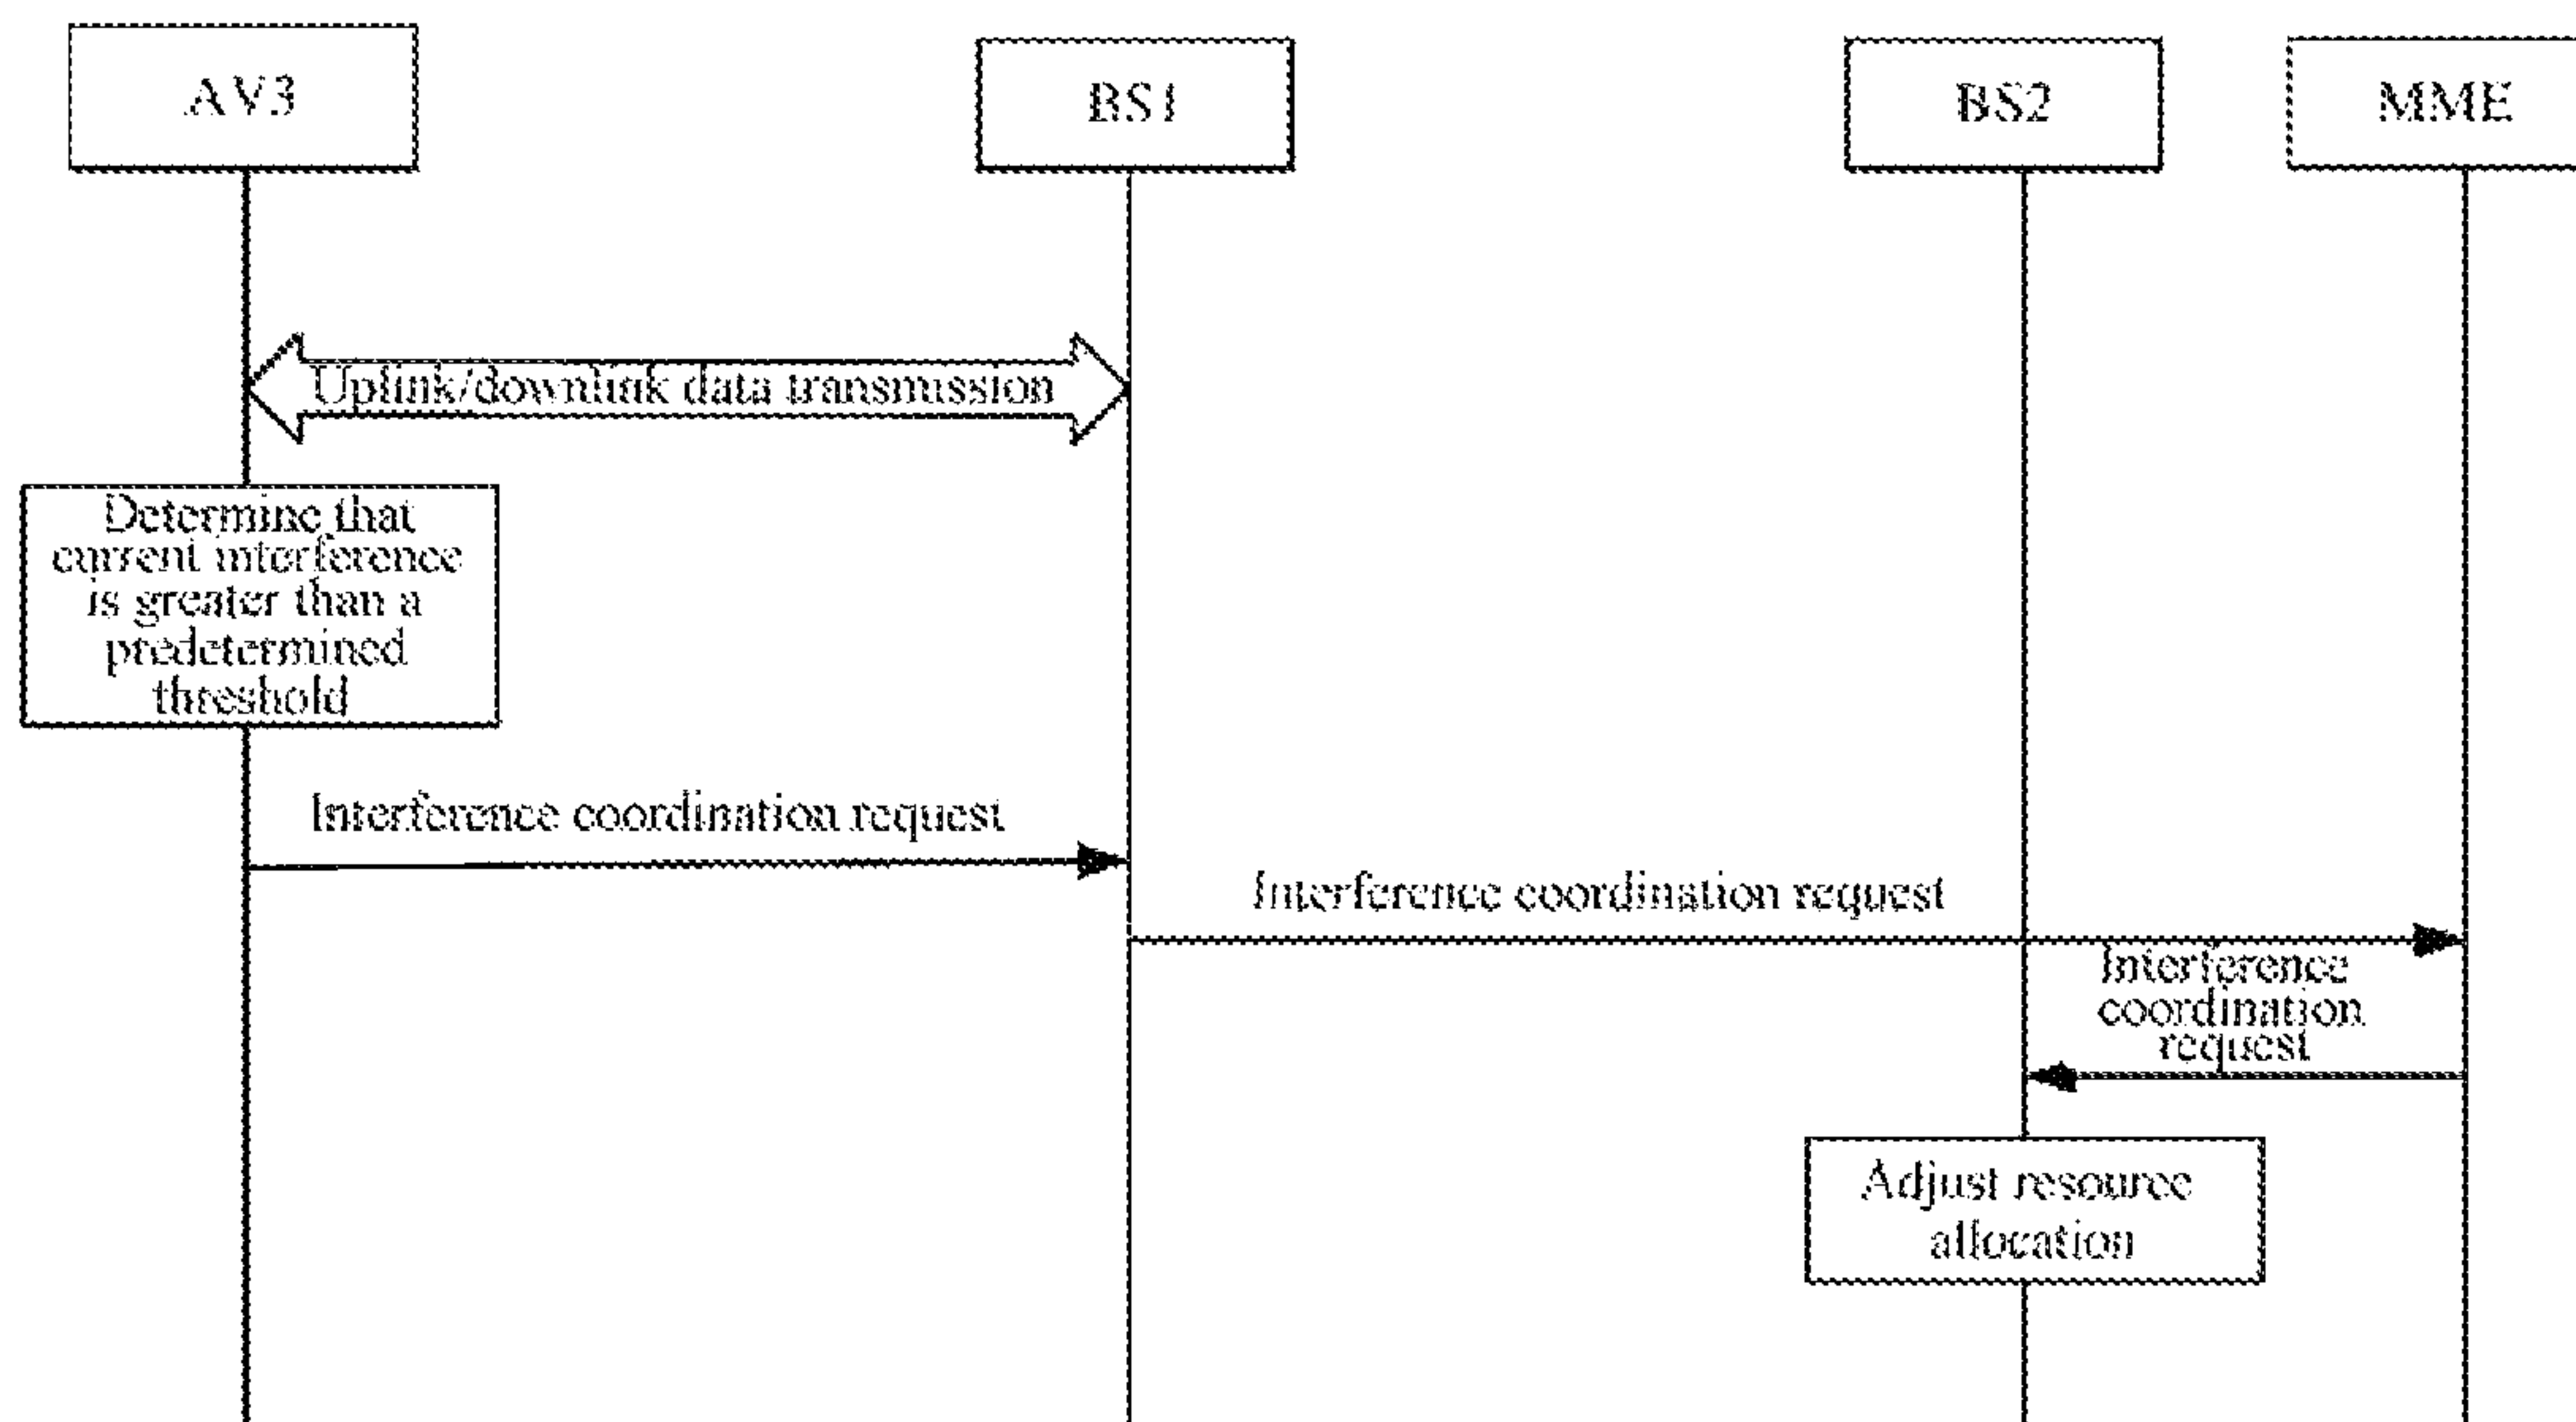 AV3
BS1
BS2
MME
Uplink/downlink data transmission
Determine that
current interference
is greater than a
predetermined
threshold
Interference coordination request
Interference coordination request
Interference
coordination
request
Adjust resource
allocation